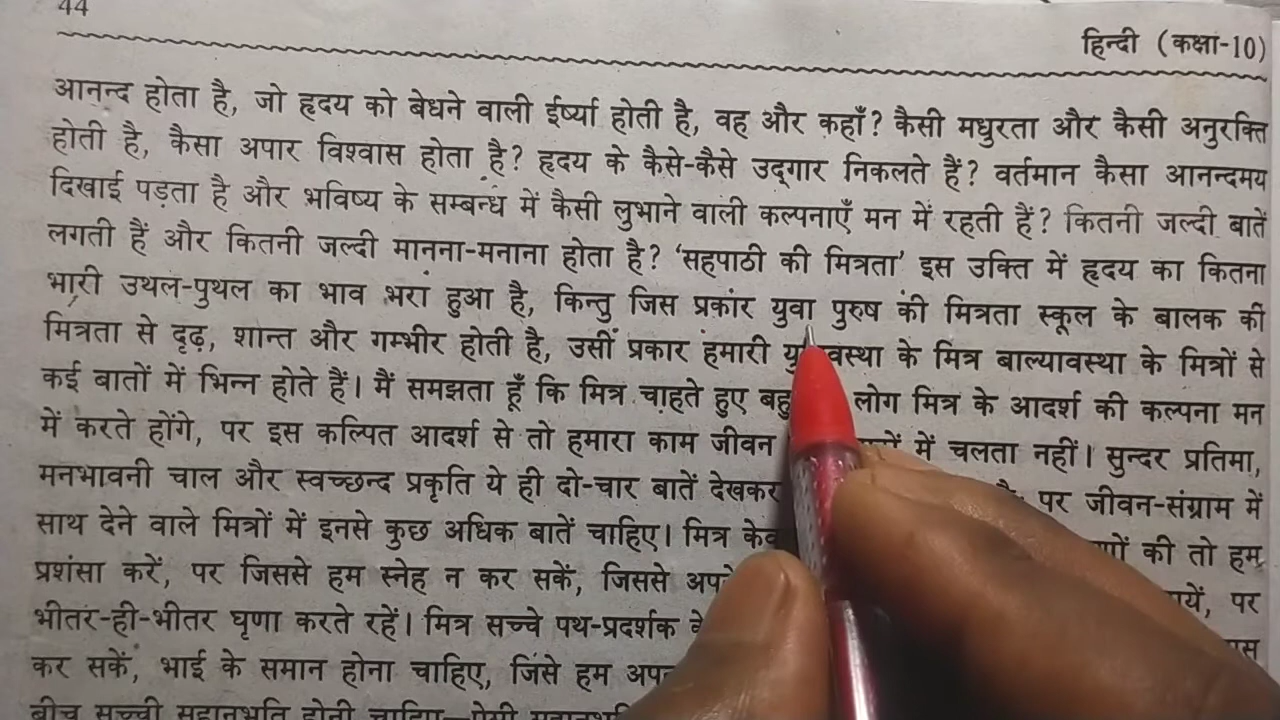 44
हिन्दी (कक्षा-10)
आनन्द होता है, जो हृदय को बेधने वाली ईर्ष्या होती है, वह और कहाँ? कैसी मधुरता और कैसी अनुरक्ति
होती है, कैसा अपार विश्वास होता है? हृदय के कैसे-कैसे उद्‌गार निकलते हैं? वर्तमान कैसा आनन्दमय
दिखाई पड़ता है और भविष्य के सम्बन्ध में कैसी लुभाने वाली कल्पनाएँ मन में रहती हैं? कितनी जल्दी बातें
लगती हैं और कितनी जल्दी मानना-मनाना होता है? ‘सहपाठी की मित्रता’ इस उक्ति में हृदय का कितना
भारी उथल-पुथल का भाव भरा हुआ है, किन्तु जिस प्रकार युवा पुरुष की मित्रता स्कूल के बालक की
मित्रता से दृढ़, शान्त और गम्भीर होती है, उसी प्रकार हमारी के मित्र बाल्यावस्था के मित्रों से
कई बातों में भिन्न होते हैं। मैं समझता हूँ कि मित्र चाहते हुए लोग मित्र के आदर्श की कल्पना मन
में करते होंगे, पर इस कल्पित आदर्श से तो हमारा काम जीवन में चलता नहीं। सुन्दर प्रतिमा,
मनभावनी चाल और स्वच्छन्द प्रकृति ये ही दो-चार बातें देखकर पर जीवन-संग्राम में
साथ देने वाले मित्रों में इनसे कुछ अधिक बातें चाहिए। मित्र की तो हम
प्रशंसा करें, पर जिससे हम स्नेह न कर सकें, जिससे पर
भीतर-ही-भीतर घृणा करते रहें। मित्र सच्चे पथ-प्रदर्शक
कर सकें, भाई के समान होना चाहिए, जिसे हम
बीच सच्ची सहानुभूति होनी चाहिए—ऐसी